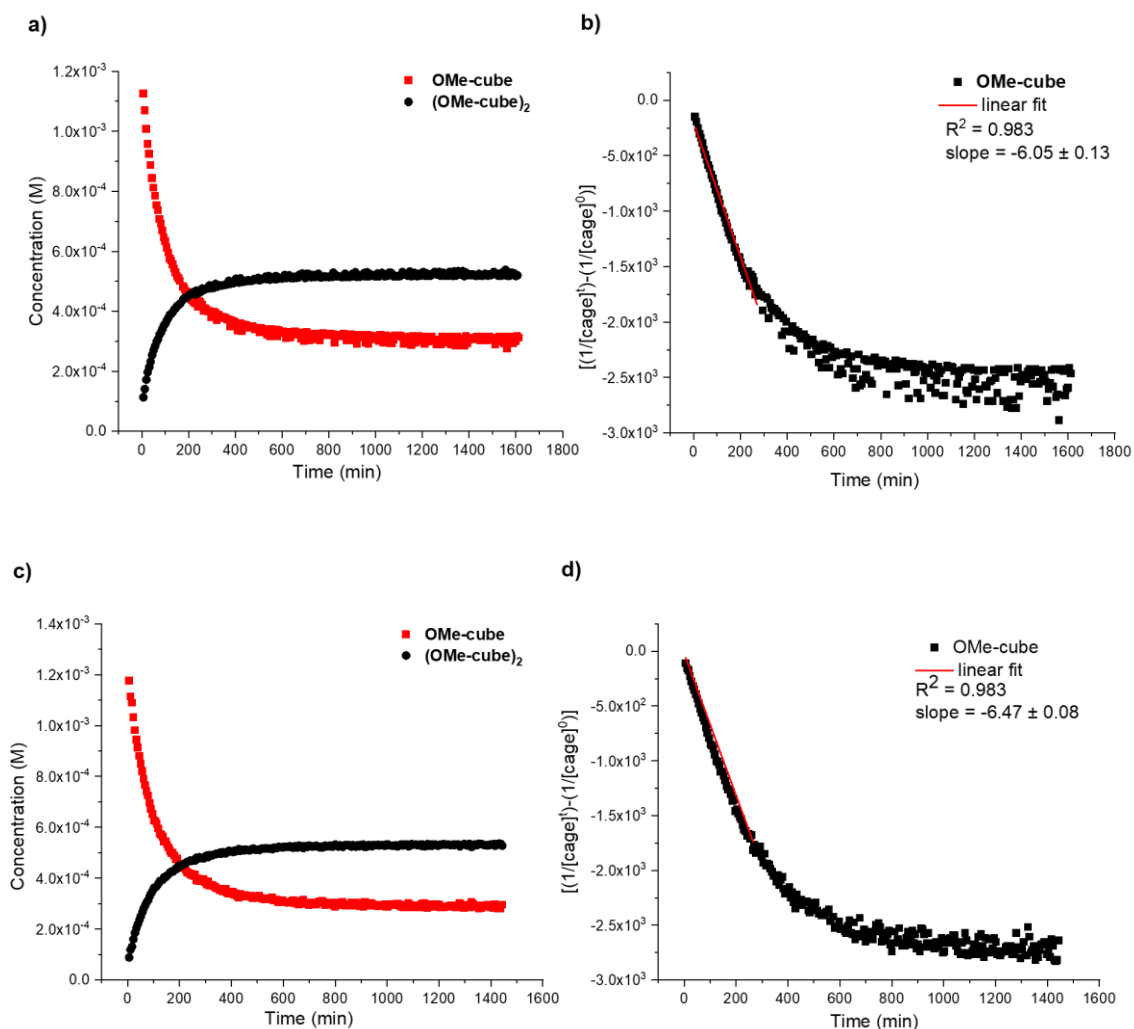 a)
OMe-cube
(OMe-cube)₂
1.2x10⁻³
1.0x10⁻³
8.0x10⁻⁴
6.0x10⁻⁴
4.0x10⁻⁴
2.0x10⁻⁴
0.0
Concentration (M)
0 200 400 600 800 1000 1200 1400 1600 1800
Time (min)
b)
OMe-cube
linear fit
R² = 0.983
slope = -6.05 ± 0.13
0.0
-5.0x10²
-1.0x10³
-1.5x10³
-2.0x10³
-2.5x10³
-3.0x10³
[(1/[cage]ᵗ)-(1/[cage]⁰)]
0 200 400 600 800 1000 1200 1400 1600 1800
Time (min)
c)
OMe-cube
(OMe-cube)₂
1.4x10⁻³
1.2x10⁻³
1.0x10⁻³
8.0x10⁻⁴
6.0x10⁻⁴
4.0x10⁻⁴
2.0x10⁻⁴
0.0
Concentration (M)
0 200 400 600 800 1000 1200 1400 1600
Time (min)
d)
OMe-cube
linear fit
R² = 0.983
slope = -6.47 ± 0.08
0.0
-5.0x10²
-1.0x10³
-1.5x10³
-2.0x10³
-2.5x10³
-3.0x10³
[(1/[cage]ᵗ)-(1/[cage]⁰)]
0 200 400 600 800 1000 1200 1400 1600
Time (min)